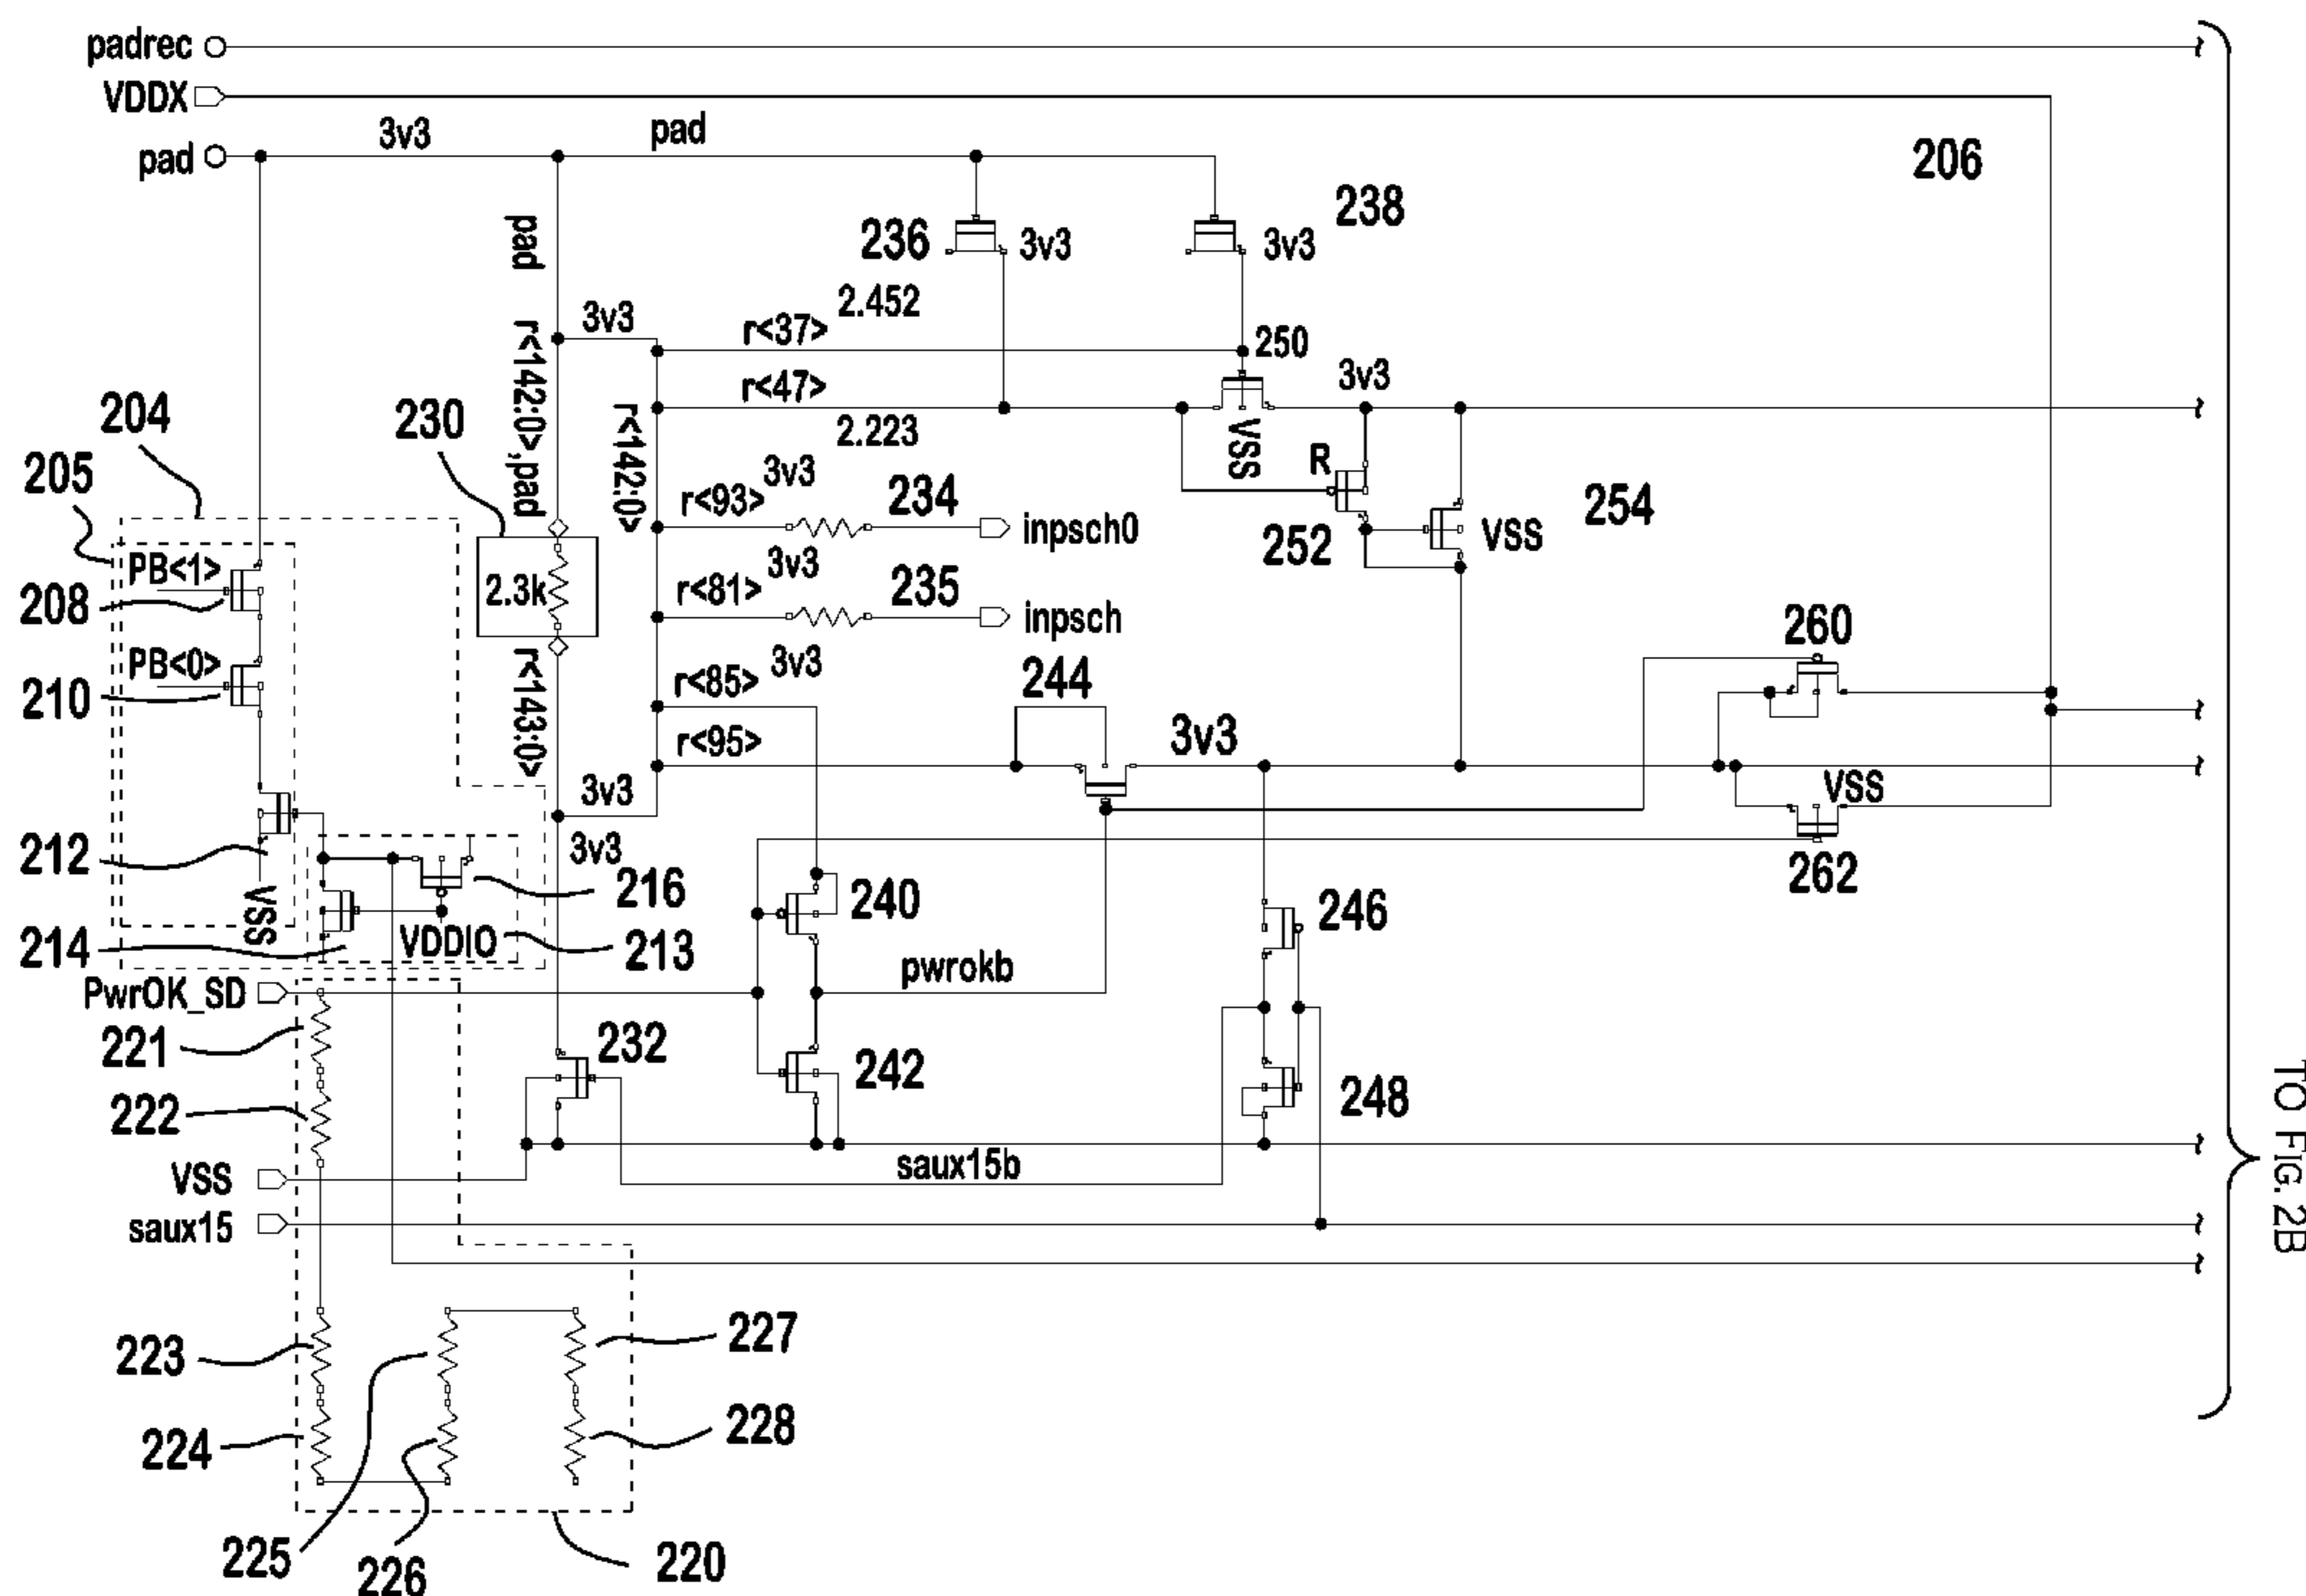 padrec
VDDX
pad
3v3
pad
206
pad
236
3v3
238
3v3
2.452
3v3
r<37>
250
r<142:0>,pad
r<47>
3v3
204
230
r<142:0>
2.223
VSS
205
3v3
R
r<93>
234
254
inpsch0
252
VSS
PB<1>
3v3
2.3k
208
r<81>
235
inpsch
260
PB<0>
3v3
210
r<143:0>
r<85>
244
r<95>
3v3
3v3
VSS
212
3v3
216
262
VSS
240
246
214
VDDIO
213
pwrokb
PwrOK_SD
221
232
242
248
222
VSS
saux15b
saux15
TO FIG. 2B
223
227
224
228
225
226
220